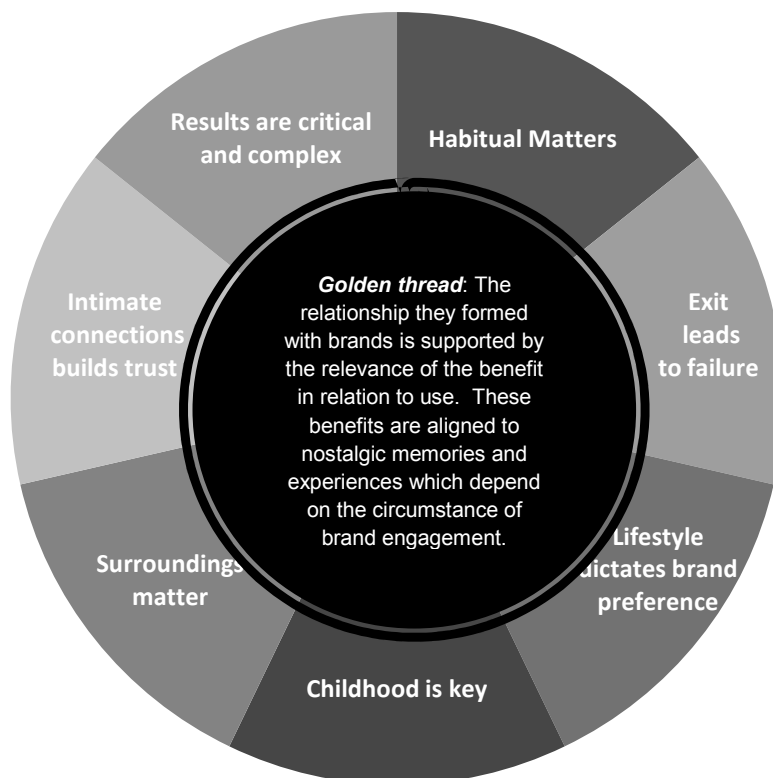 Results are critical
and complex
Habitual Matters
Exit
leads
to failure
Lifestyle
dictates brand
preference
Childhood is key
Surroundings
matter
Intimate
connections
builds trust
Golden thread: The
relationship they formed
with brands is supported by
the relevance of the benefit
in relation to use. These
benefits are aligned to
nostalgic memories and
experiences which depend
on the circumstance of
brand engagement.